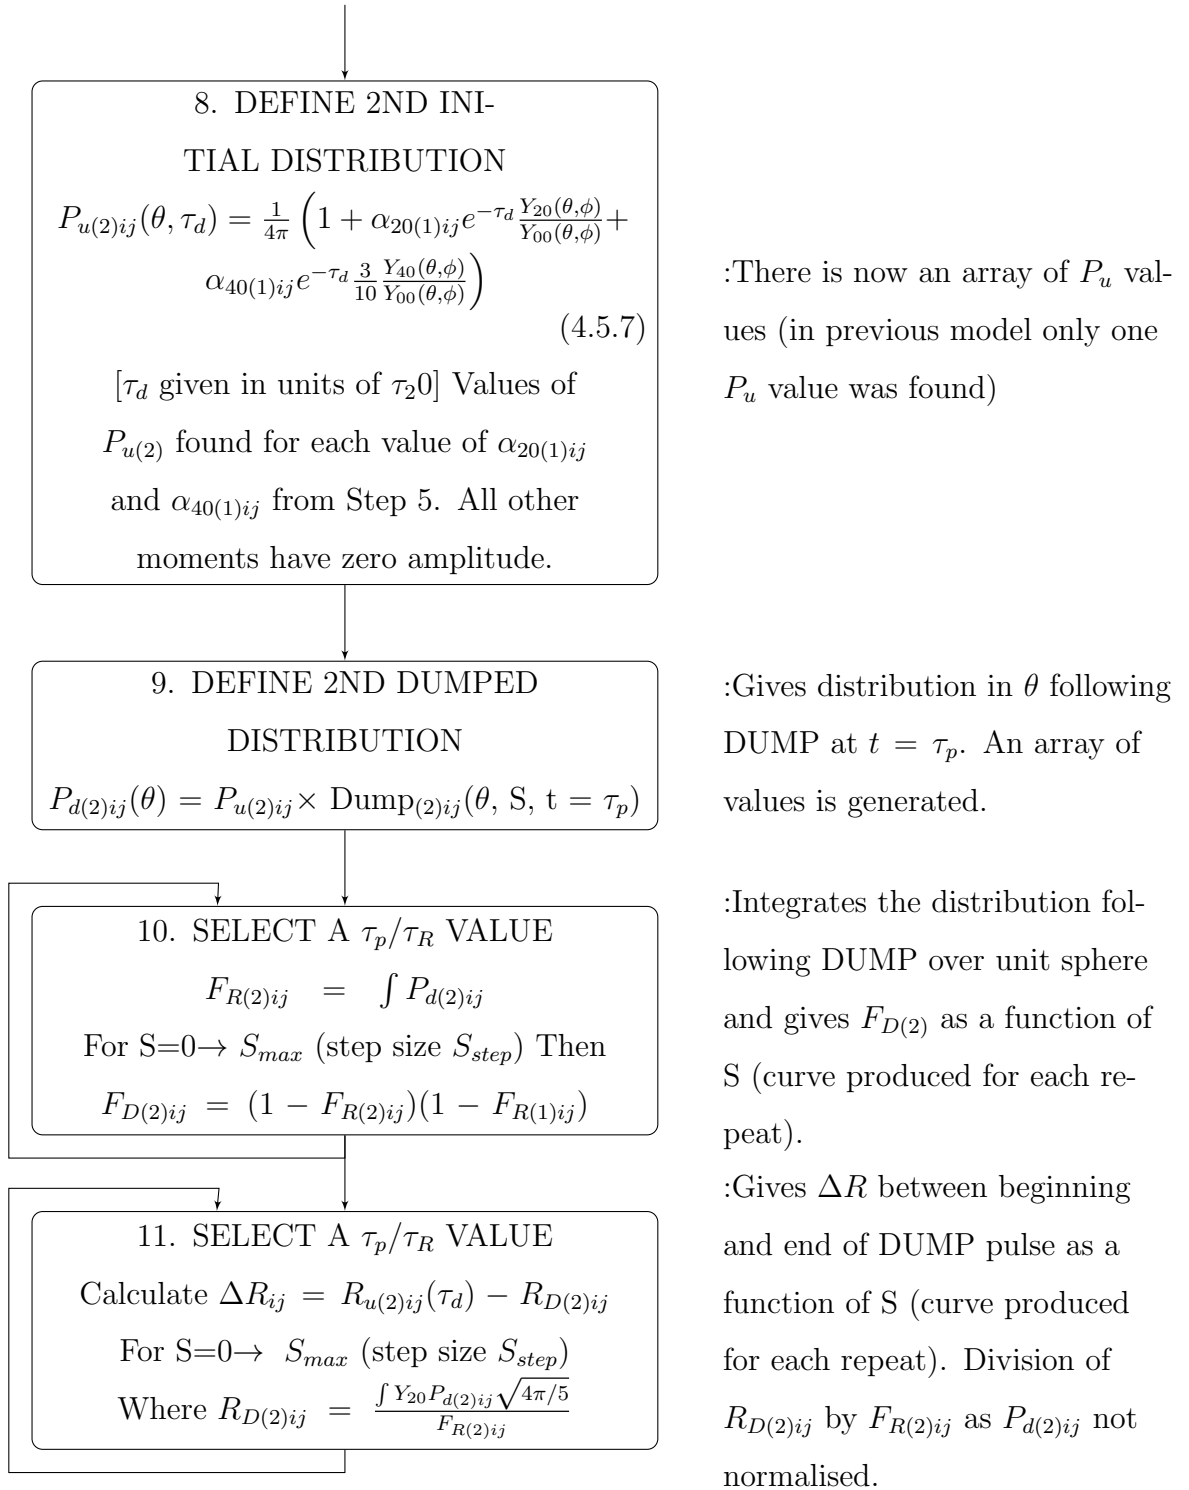 8. DEFINE 2ND INI-
TIAL DISTRIBUTION
$P_{u(2)ij}(\theta, \tau_d) = \frac{1}{4\pi} \left( 1 + \alpha_{20(1)ij} e^{-\tau_d} \frac{Y_{20}(\theta,\phi)}{Y_{00}(\theta,\phi)} + \right.$
$\left. \alpha_{40(1)ij} e^{-\tau_d} \frac{3}{10} \frac{Y_{40}(\theta,\phi)}{Y_{00}(\theta,\phi)} \right)$
(4.5.7)
[$\tau_d$ given in units of $\tau_2 0$] Values of
$P_{u(2)}$ found for each value of $\alpha_{20(1)ij}$
and $\alpha_{40(1)ij}$ from Step 5. All other
moments have zero amplitude.
:There is now an array of $P_u$ val-
ues (in previous model only one
$P_u$ value was found)
9. DEFINE 2ND DUMPED
DISTRIBUTION
$P_{d(2)ij}(\theta) = P_{u(2)ij} \times$ Dump$_{(2)ij}$($\theta$, S, t = $\tau_p$)
:Gives distribution in $\theta$ following
DUMP at $t = \tau_p$. An array of
values is generated.
10. SELECT A $\tau_p/\tau_R$ VALUE
$F_{R(2)ij} = \int P_{d(2)ij}$
For S=0→ $S_{max}$ (step size $S_{step}$) Then
$F_{D(2)ij} = (1 - F_{R(2)ij})(1 - F_{R(1)ij})$
:Integrates the distribution fol-
lowing DUMP over unit sphere
and gives $F_{D(2)}$ as a function of
S (curve produced for each re-
peat).
11. SELECT A $\tau_p/\tau_R$ VALUE
Calculate $\Delta R_{ij} = R_{u(2)ij}(\tau_d) - R_{D(2)ij}$
For S=0→ $S_{max}$ (step size $S_{step}$)
Where $R_{D(2)ij} = \frac{\int Y_{20} P_{d(2)ij} \sqrt{4\pi/5}}{F_{R(2)ij}}$
:Gives $\Delta R$ between beginning
and end of DUMP pulse as a
function of S (curve produced
for each repeat). Division of
$R_{D(2)ij}$ by $F_{R(2)ij}$ as $P_{d(2)ij}$ not
normalised.